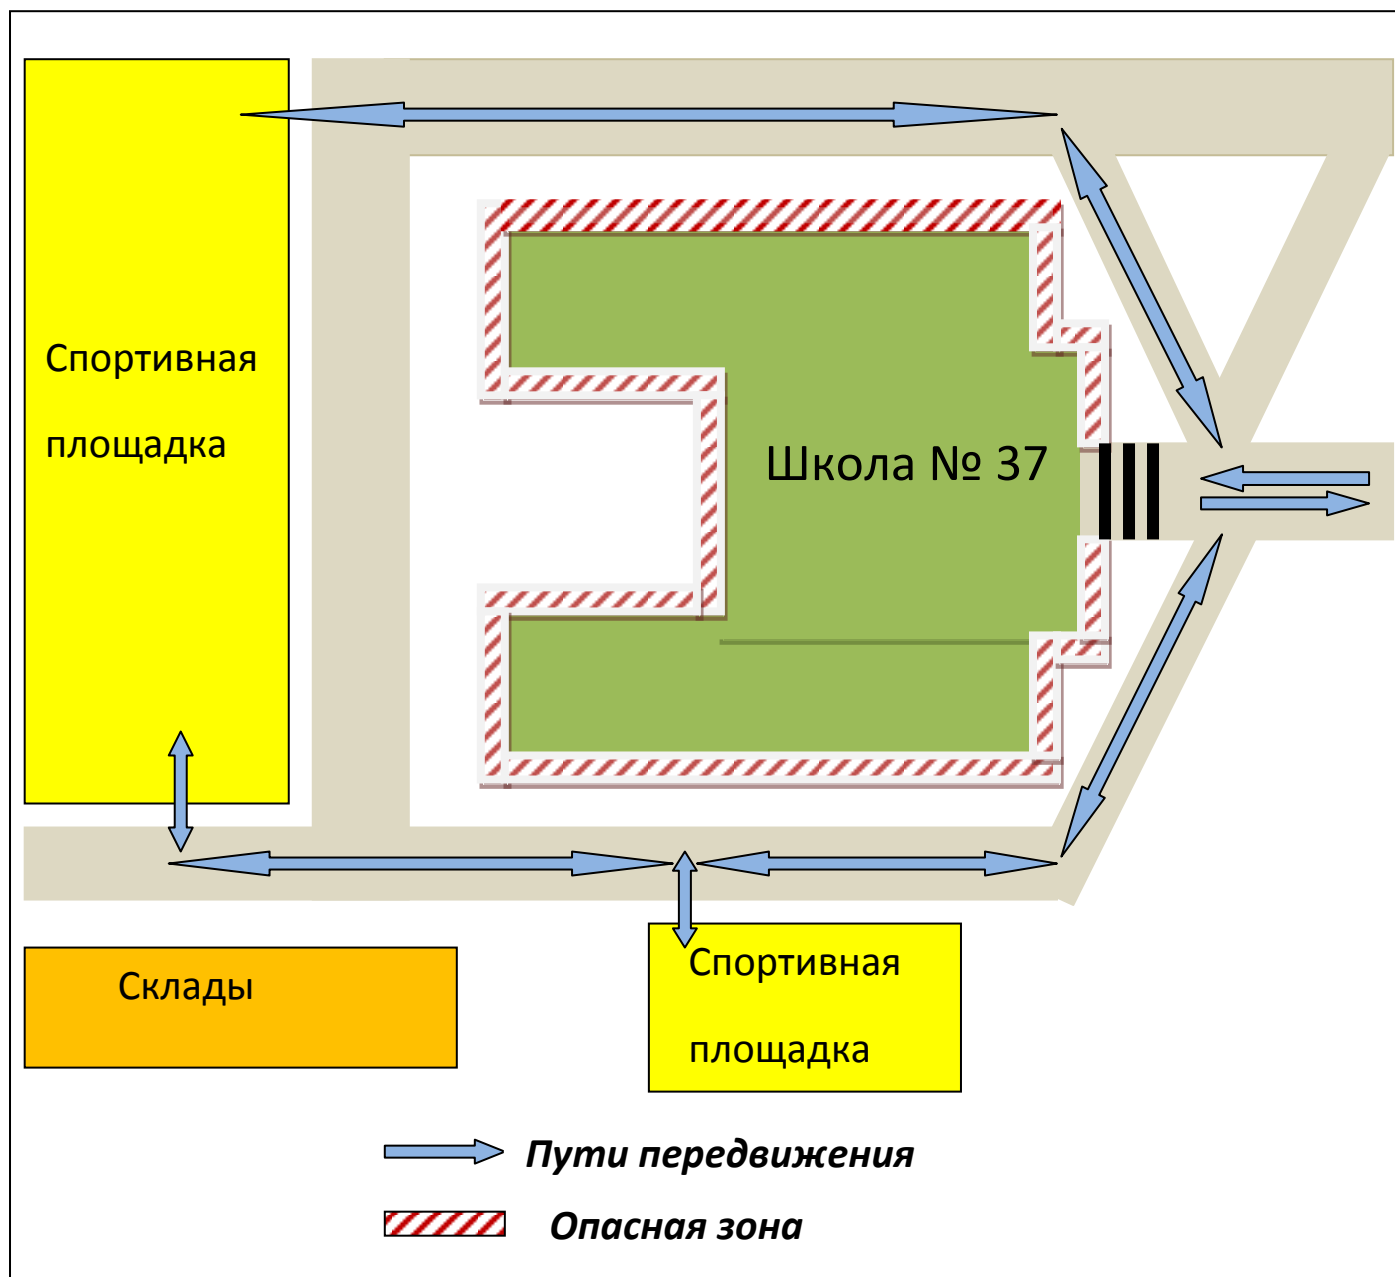 Спортивная
площадка
Школа № 37
Склады
Спортивная
площадка
Пути передвижения
Опасная зона